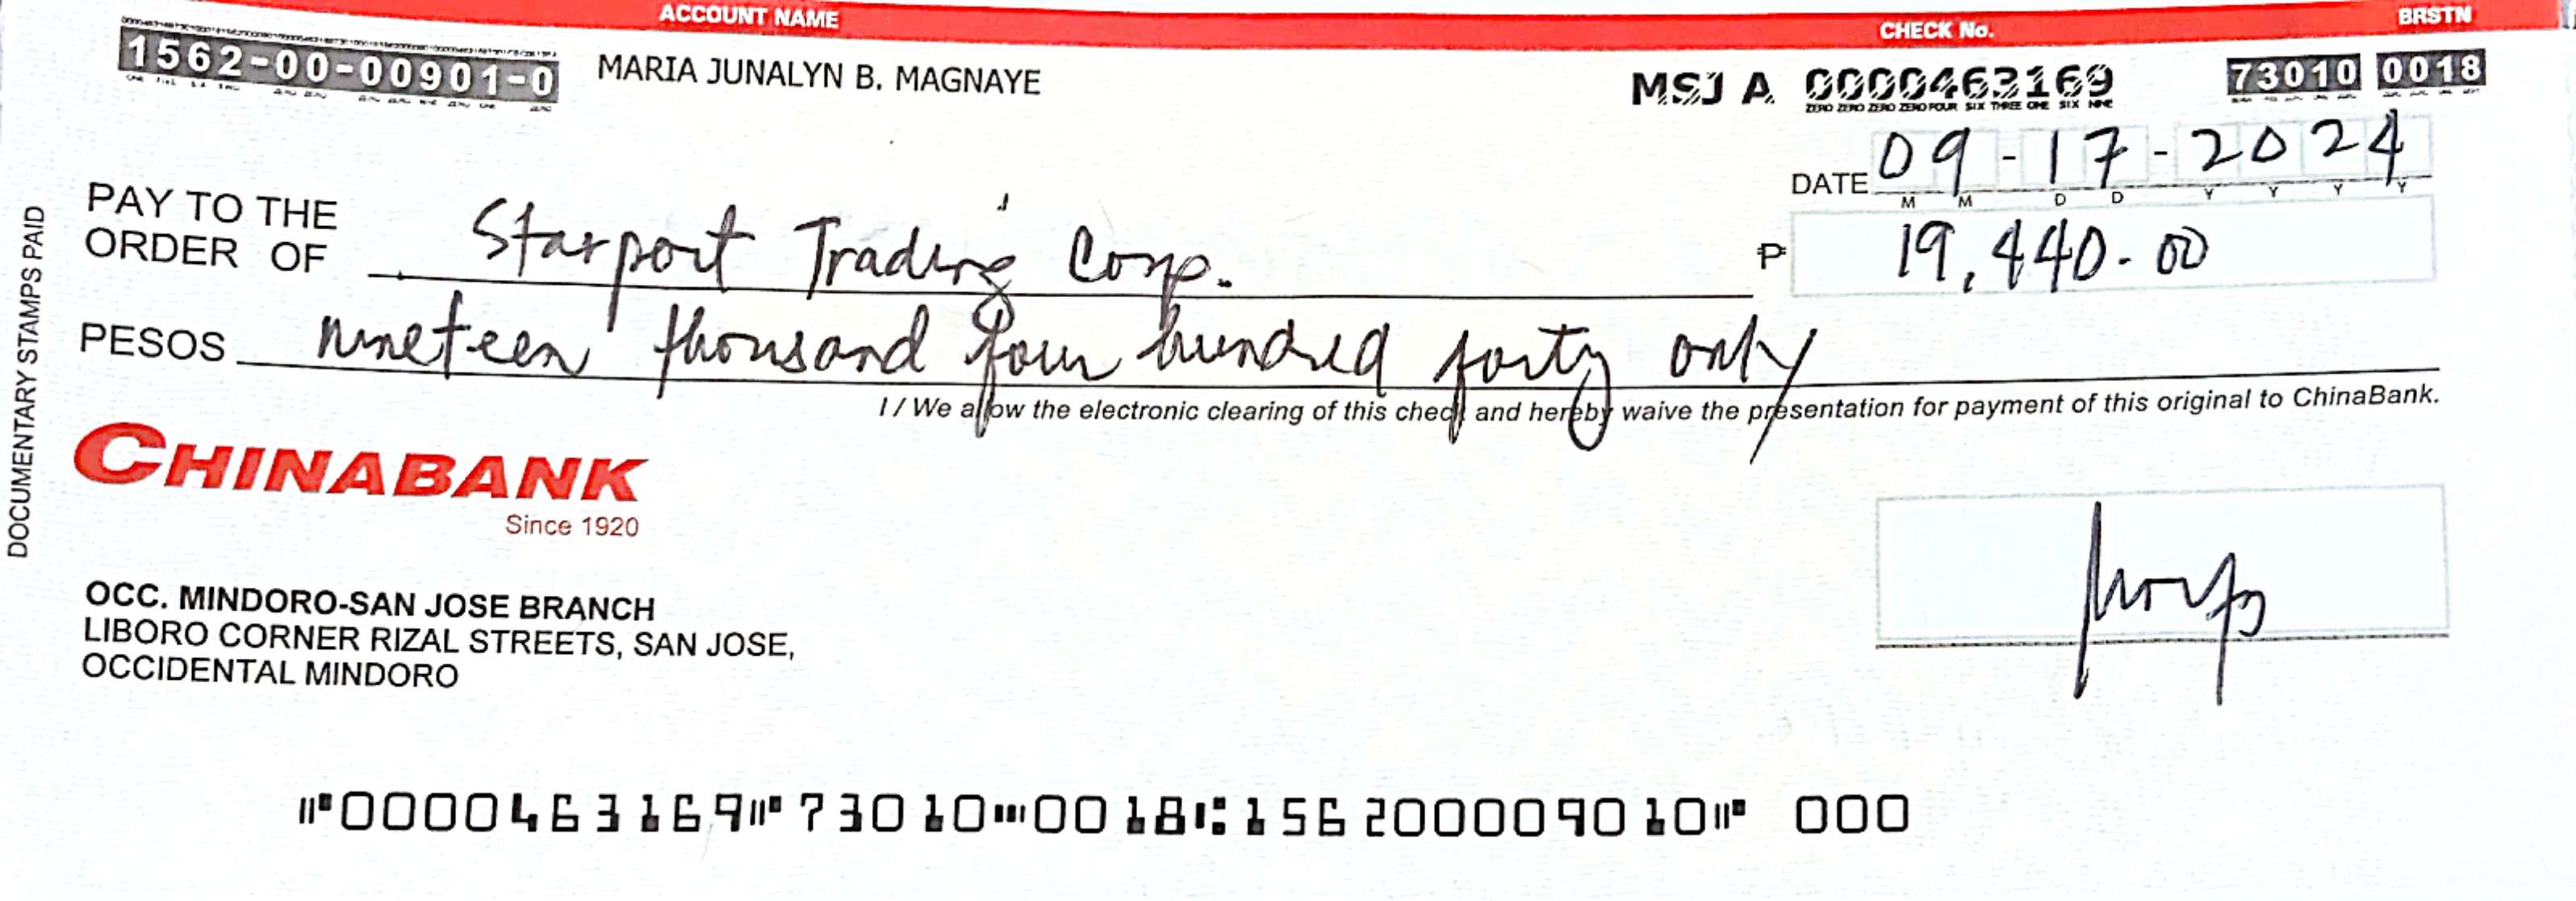 ACCOUNT NAME CHECK No. BRSTN
1562-00-00901-0 MARIA JUNALYN B. MAGNAYE MSJ A 0000463169 73010 0018
ZERO ZERO ZERO ZERO FOUR SIX THREE ONE SIX NINE
DATE 09-17-2024
M M D D Y Y Y Y
PAY TO THE
ORDER OF Starport Trading Corp. ₱ 19,440.00
PESOS nineteen thousand four hundred forty only
I / We allow the electronic clearing of this check and hereby waive the presentation for payment of this original to ChinaBank.
DOCUMENTARY STAMPS PAID
CHINABANK
Since 1920
OCC. MINDORO-SAN JOSE BRANCH
LIBORO CORNER RIZAL STREETS, SAN JOSE,
OCCIDENTAL MINDORO
⑈0000463169⑈73010⑉0018⑆156200009010⑈ 000